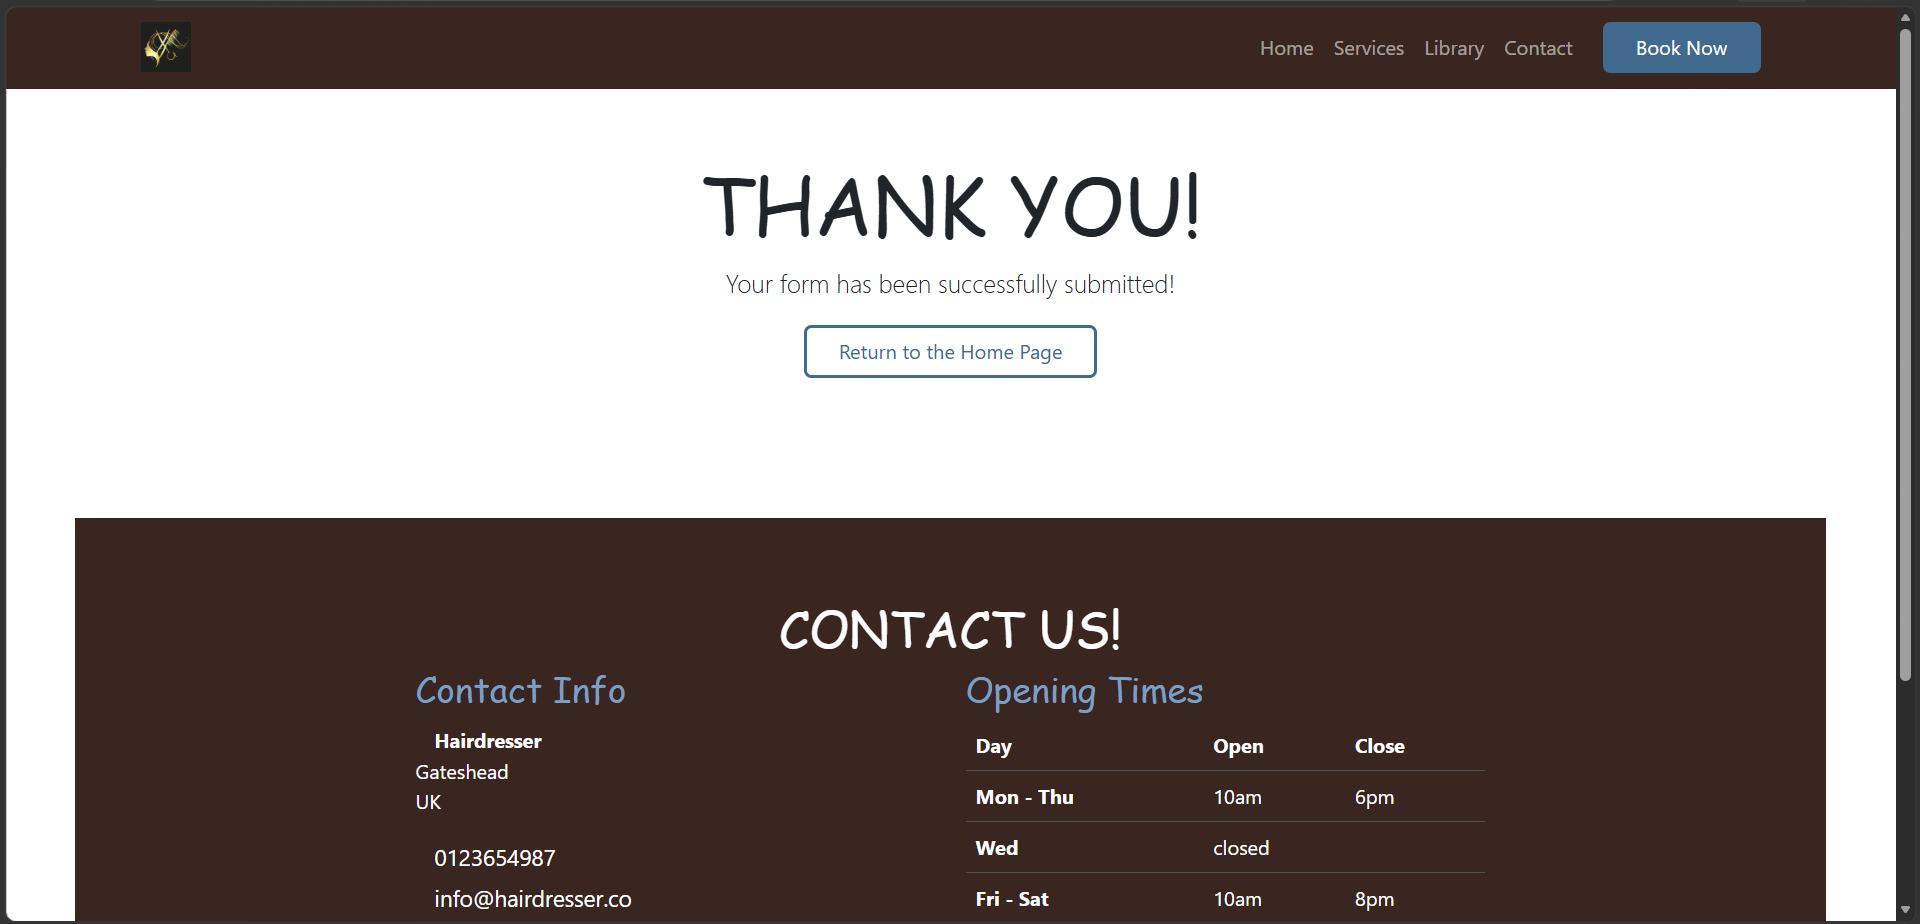 Home Services Library Contact Book Now
THANK YOU!
Your form has been successfully submitted!
Return to the Home Page
CONTACT US!
Contact Info
Hairdresser
Gateshead
UK
0123654987
info@hairdresser.co
Opening Times
Day Open Close
Mon - Thu 10am 6pm
Wed closed
Fri - Sat 10am 8pm